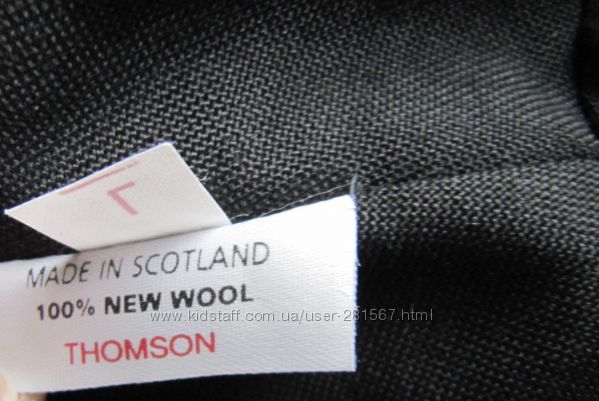 L
MADE IN SCOTLAND
100% NEW WOOL
www.kidstaff.com.ua/user-281567.html
THOMSON